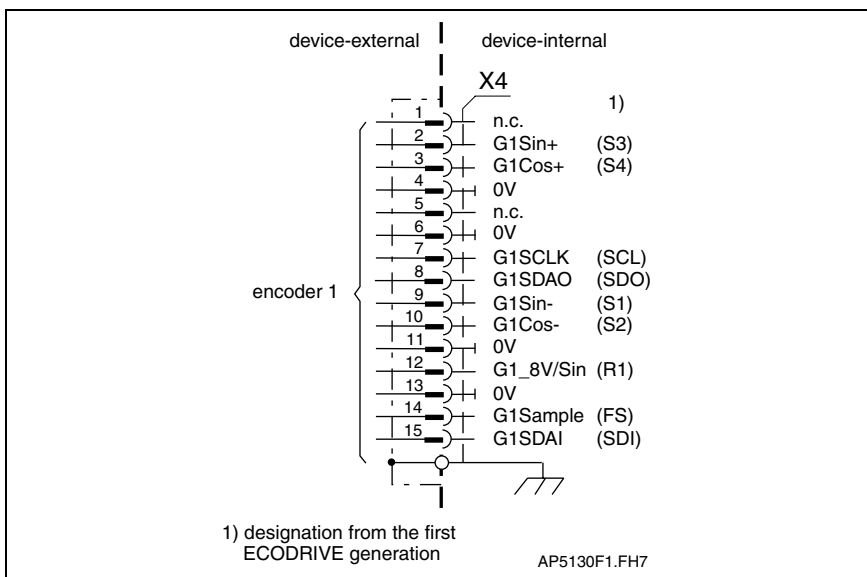 device-external device-internal
X4
1)
1 n.c.
2 G1Sin+ (S3)
3 G1Cos+ (S4)
4 0V
5 n.c.
6 0V
7 G1SCLK (SCL)
8 G1SDAO (SDO)
encoder 1
9 G1Sin- (S1)
10 G1Cos- (S2)
11 0V
12 G1_8V/Sin (R1)
13 0V
14 G1Sample (FS)
15 G1SDAI (SDI)
1) designation from the first
ECODRIVE generation
AP5130F1.FH7